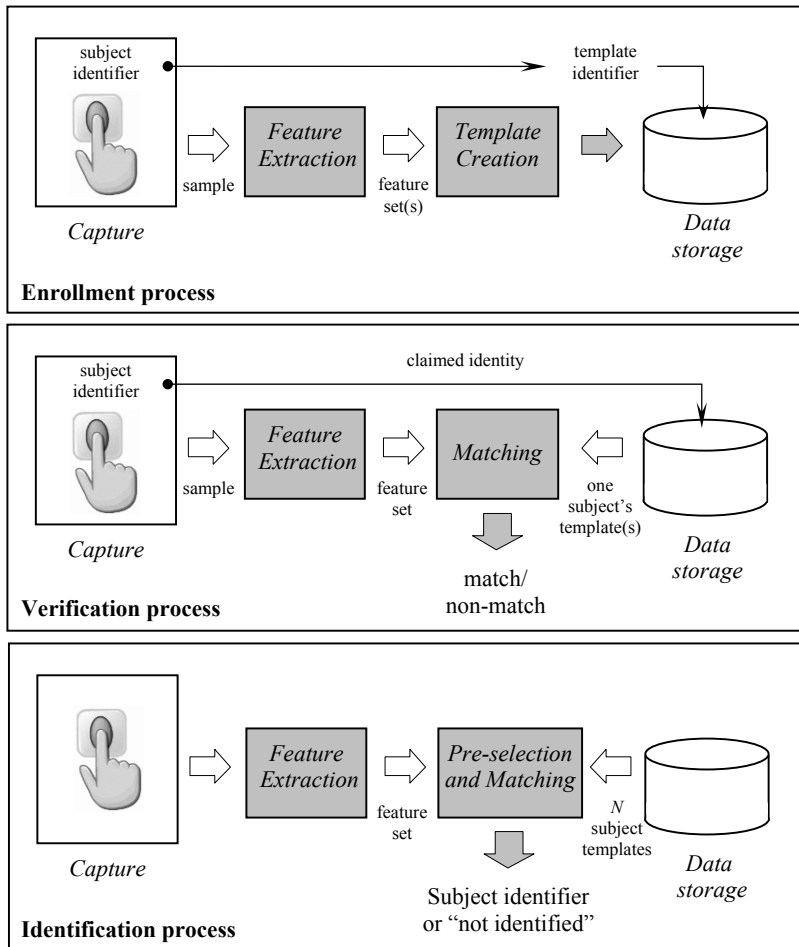 subject
identifier
template
identifier
Feature
Extraction
Template
Creation
sample
feature
set(s)
Capture
Data
storage
Enrollment process
subject
identifier
claimed identity
Feature
Extraction
Matching
sample
feature
set
one
subject's
template(s)
Capture
Data
storage
match/
non-match
Verification process
Feature
Extraction
Pre-selection
and Matching
feature
set
N
subject
templates
Capture
Data
storage
Subject identifier
or “not identified”
Identification process